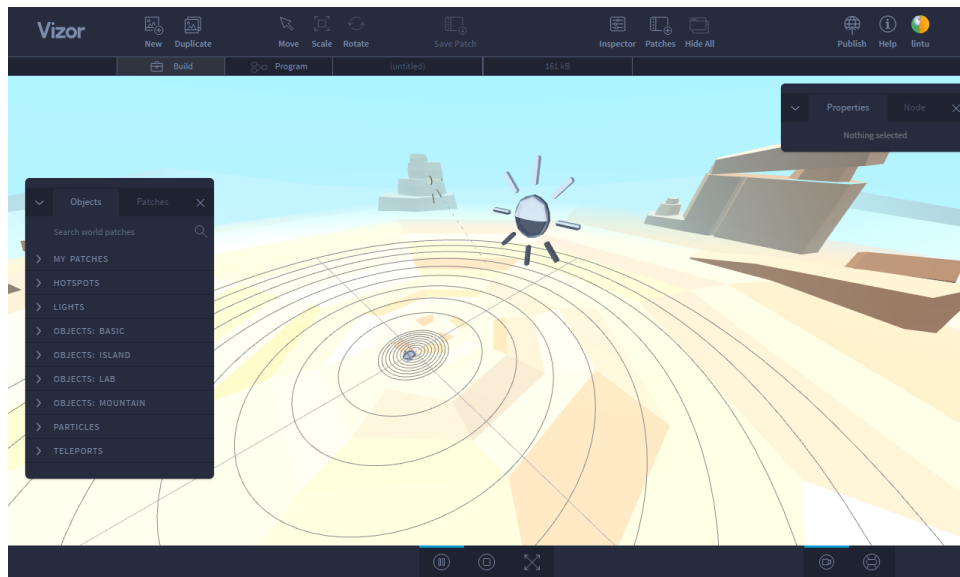 Vizor
New Duplicate Move Scale Rotate Save Patch Inspector Patches Hide All Publish Help lintu
Build Program (untitled) 161 kB
Properties Node
Nothing selected
Objects Patches
Search world patches
MY PATCHES
HOTSPOTS
LIGHTS
OBJECTS: BASIC
OBJECTS: ISLAND
OBJECTS: LAB
OBJECTS: MOUNTAIN
PARTICLES
TELEPORTS